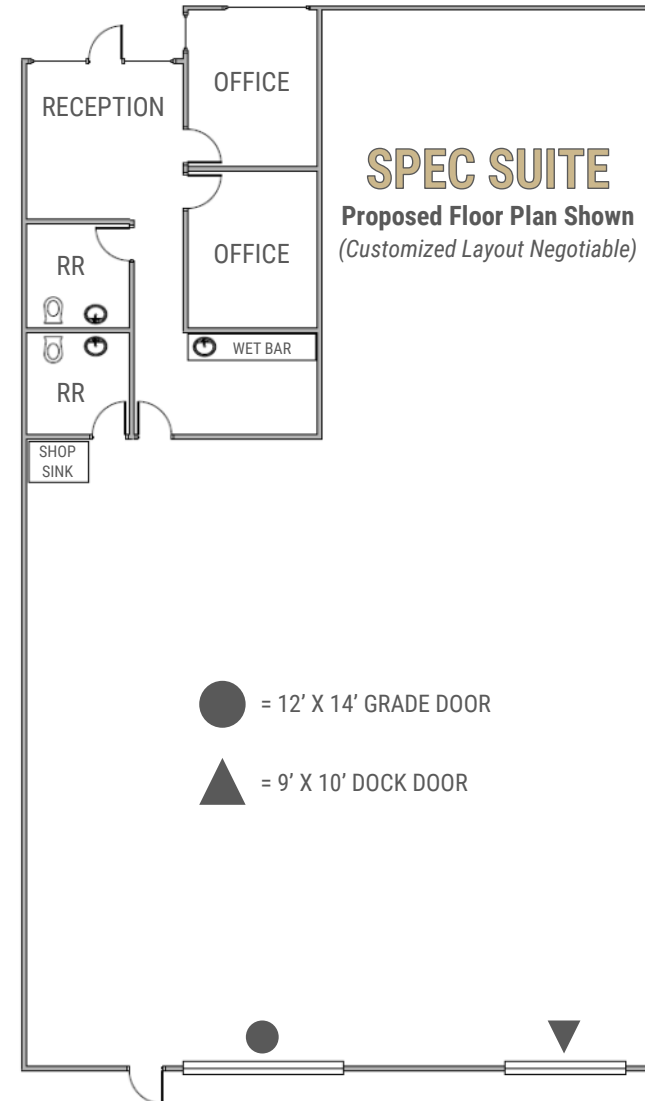 OFFICE
RECEPTION
SPEC SUITE
Proposed Floor Plan Shown
(Customized Layout Negotiable)
RR
OFFICE
WET BAR
RR
SHOP
SINK
= 12’ X 14’ GRADE DOOR
= 9’ X 10’ DOCK DOOR